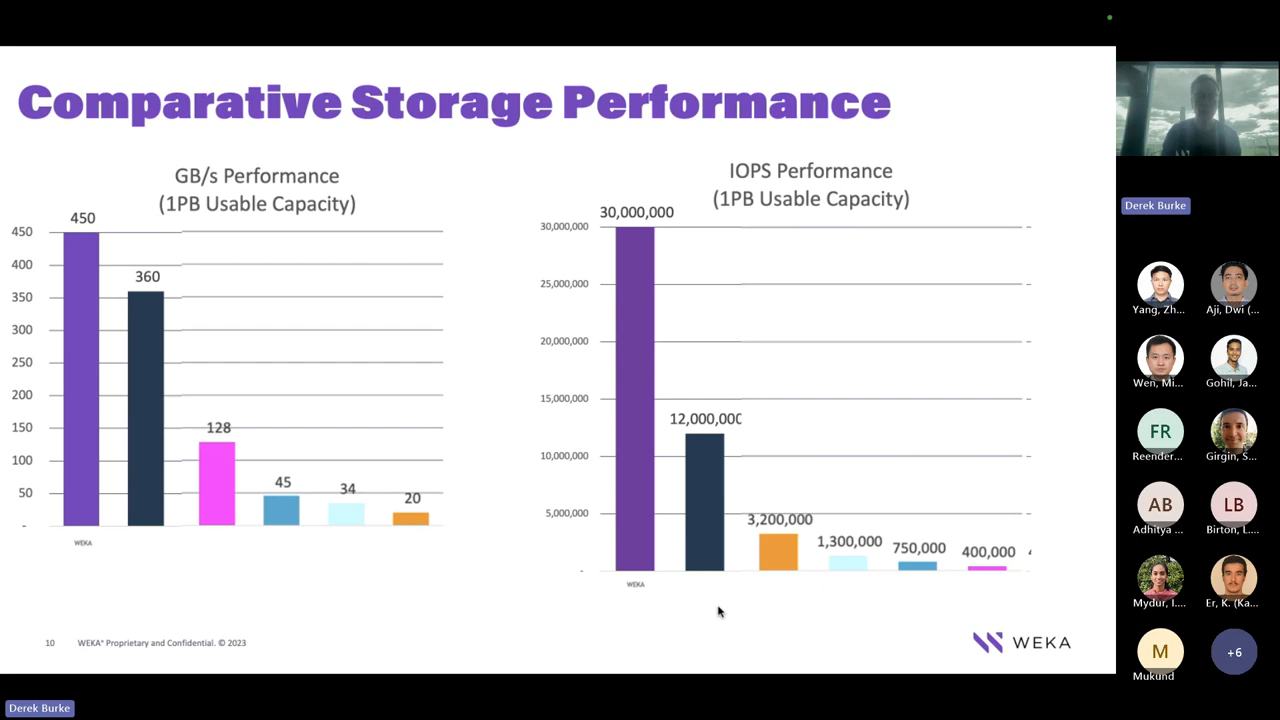 Comparative Storage Performance
GB/s Performance
(1PB Usable Capacity)
450
450
400
350
300
250
200
150
100
50
-
360
128
45
34
20
WEKA
IOPS Performance
(1PB Usable Capacity)
30,000,000
30,000,000
25,000,000
20,000,000
15,000,000
10,000,000
5,000,000
-
12,000,000
3,200,000
1,300,000
750,000
400,000
WEKA
10
WEKA® Proprietary and Confidential. © 2023
WEKA
Derek Burke
Yang, Zh...
Aji, Dwi (...
Wen, Mi...
Gohil, Ja...
FR
Reender...
Girgin, S...
AB
Adhitya ...
LB
Birton, L....
Mydur, I....
Er, K. (Ka...
M
Mukund
+6
Derek Burke